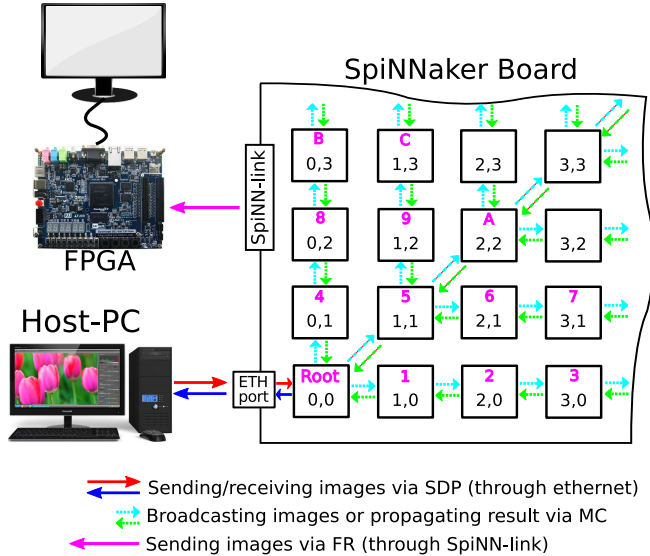 SpiNNaker Board
B
C
0,3
1,3
2,3
3,3
SpiNN-link
8
9
A
0,2
1,2
2,2
3,2
FPGA
4
5
6
7
0,1
1,1
2,1
3,1
Host-PC
ETH
port
Root
1
2
3
0,0
1,0
2,0
3,0
Sending/receiving images via SDP (through ethernet)
Broadcasting images or propagating result via MC
Sending images via FR (through SpiNN-link)